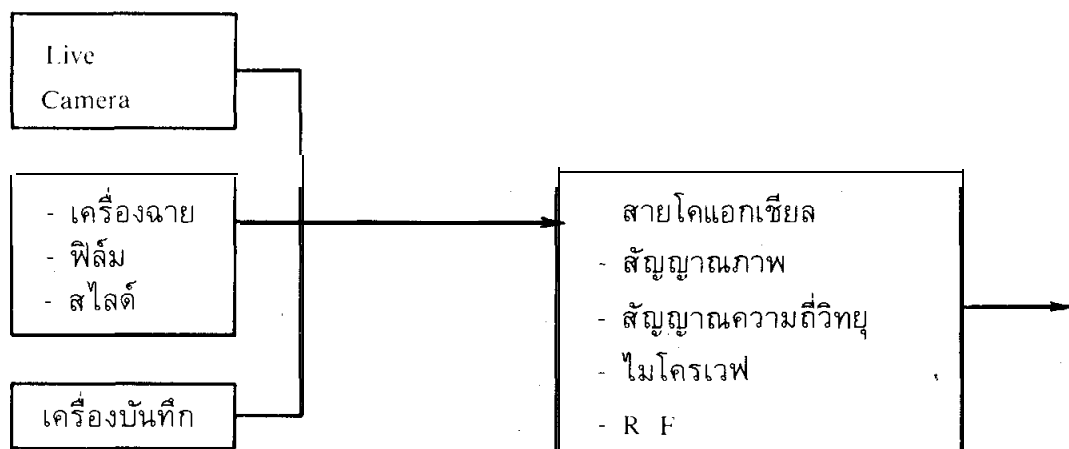 Live
Camera
- เครื่องฉาย
- ฟิล์ม
- สไลด์
เครื่องบันทึก
สายโคแอกเชียล
- สัญญาณภาพ
- สัญญาณความถี่วิทยุ
- ไมโครเวฟ
- R F